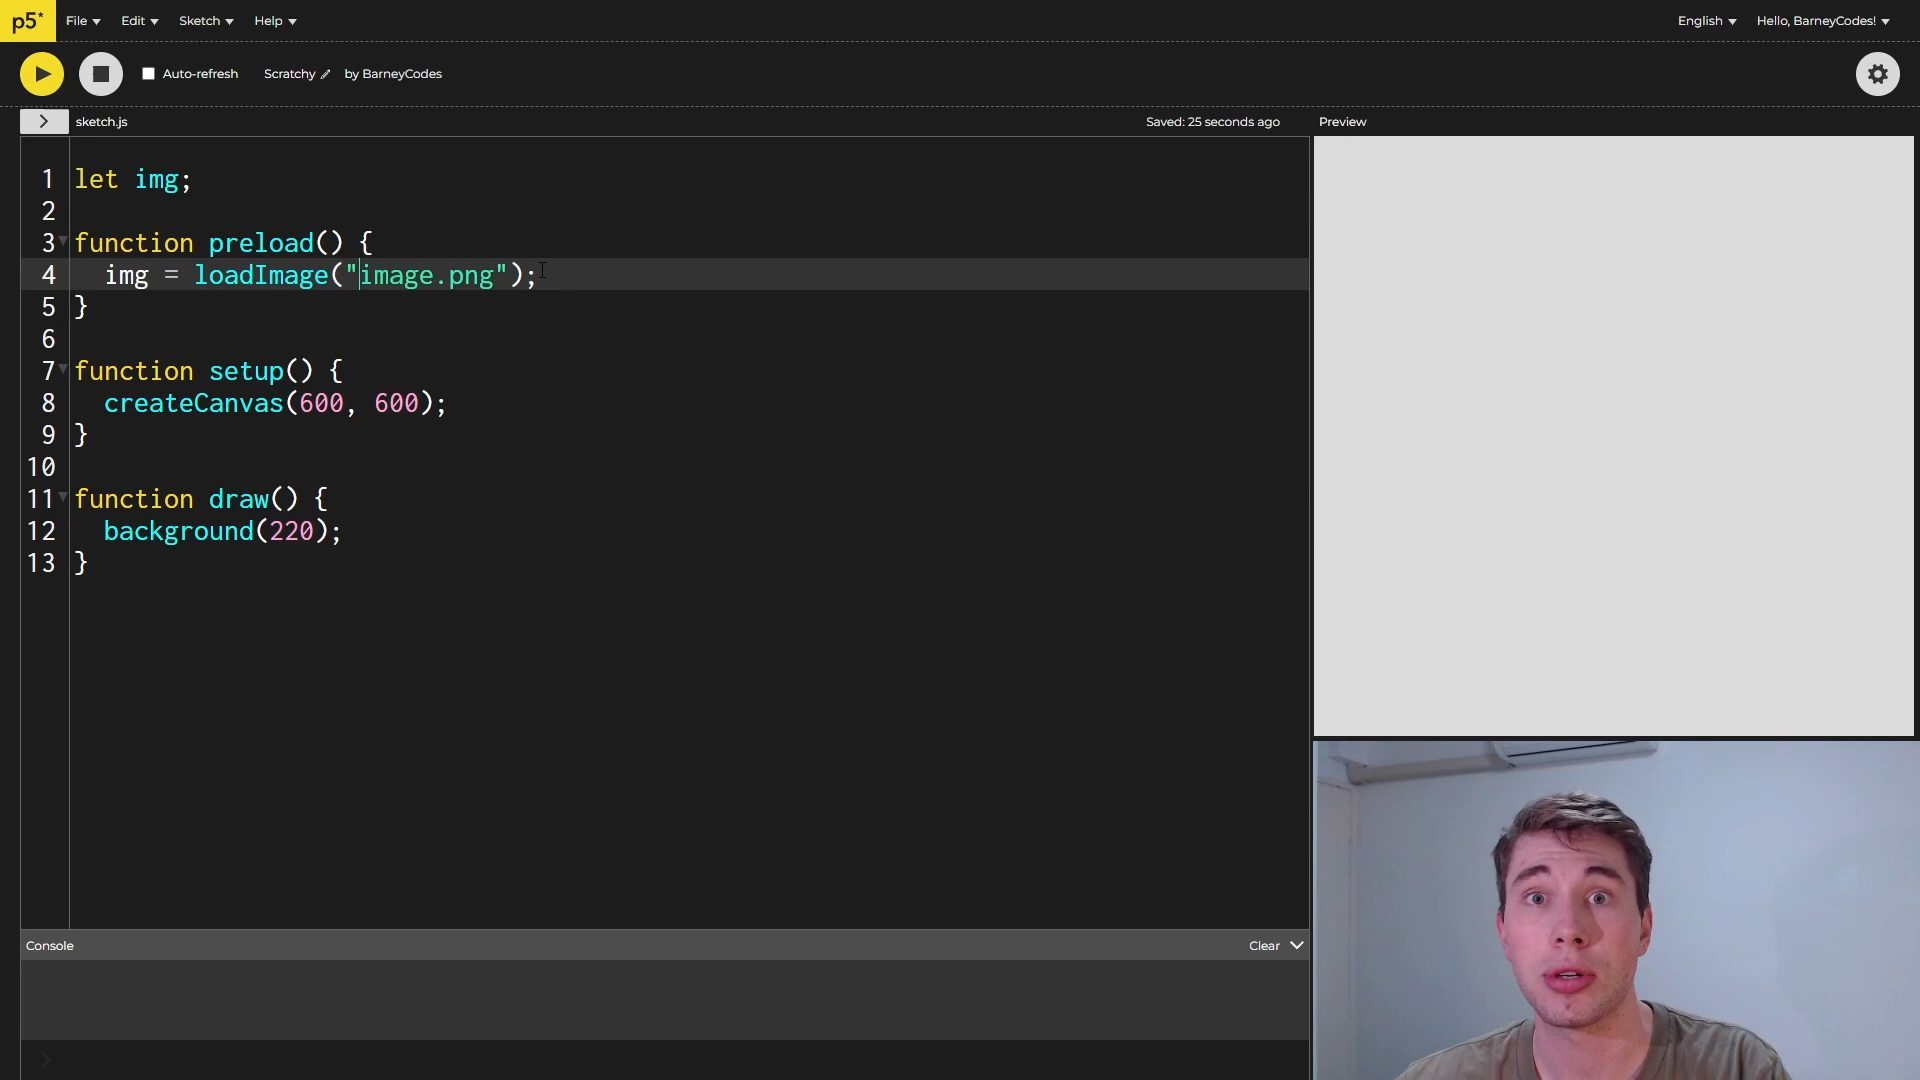 p5* File Edit Sketch Help English Hello, BarneyCodes!
Auto-refresh Scratchy by BarneyCodes
sketch.js Saved: 25 seconds ago Preview
1 let img;
2
3 function preload() {
4   img = loadImage("image.png");
5 }
6
7 function setup() {
8   createCanvas(600, 600);
9 }
10
11 function draw() {
12   background(220);
13 }
Console Clear